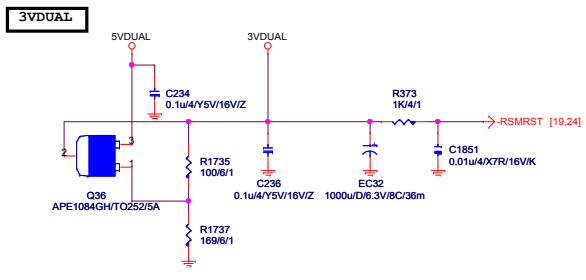 3VDUAL
5VDUAL
3VDUAL
C234
0.1u/4/Y5V/16V/Z
R373
1K/4/1
-RSMRST [19,24]
3
2
1
R1735
100/6/1
C236
0.1u/4/Y5V/16V/Z
EC32
1000u/D/6.3V/8C/36m
C1851
0.01u/4/X7R/16V/K
Q36
APE1084GH/TO252/5A
R1737
169/6/1